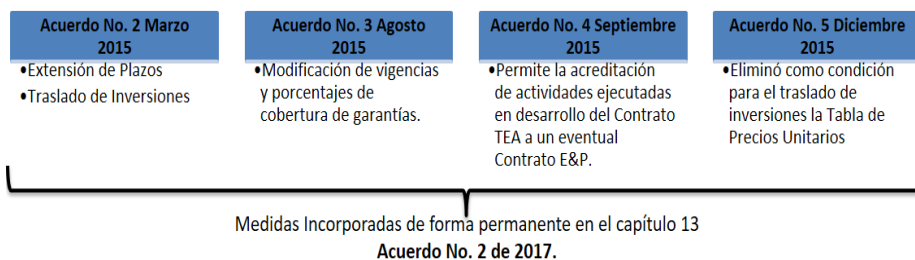 Acuerdo No. 2 Marzo
2015
•Extensión de Plazos
•Traslado de Inversiones
Acuerdo No. 3 Agosto
2015
•Modificación de vigencias
y porcentajes de
cobertura de garantías.
Acuerdo No. 4 Septiembre
2015
•Permite la acreditación
de actividades ejecutadas
en desarrollo del Contrato
TEA a un eventual
Contrato E&P.
Acuerdo No. 5 Diciembre
2015
•Eliminó como condición
para el traslado de
inversiones la Tabla de
Precios Unitarios
Medidas Incorporadas de forma permanente en el capítulo 13
Acuerdo No. 2 de 2017.